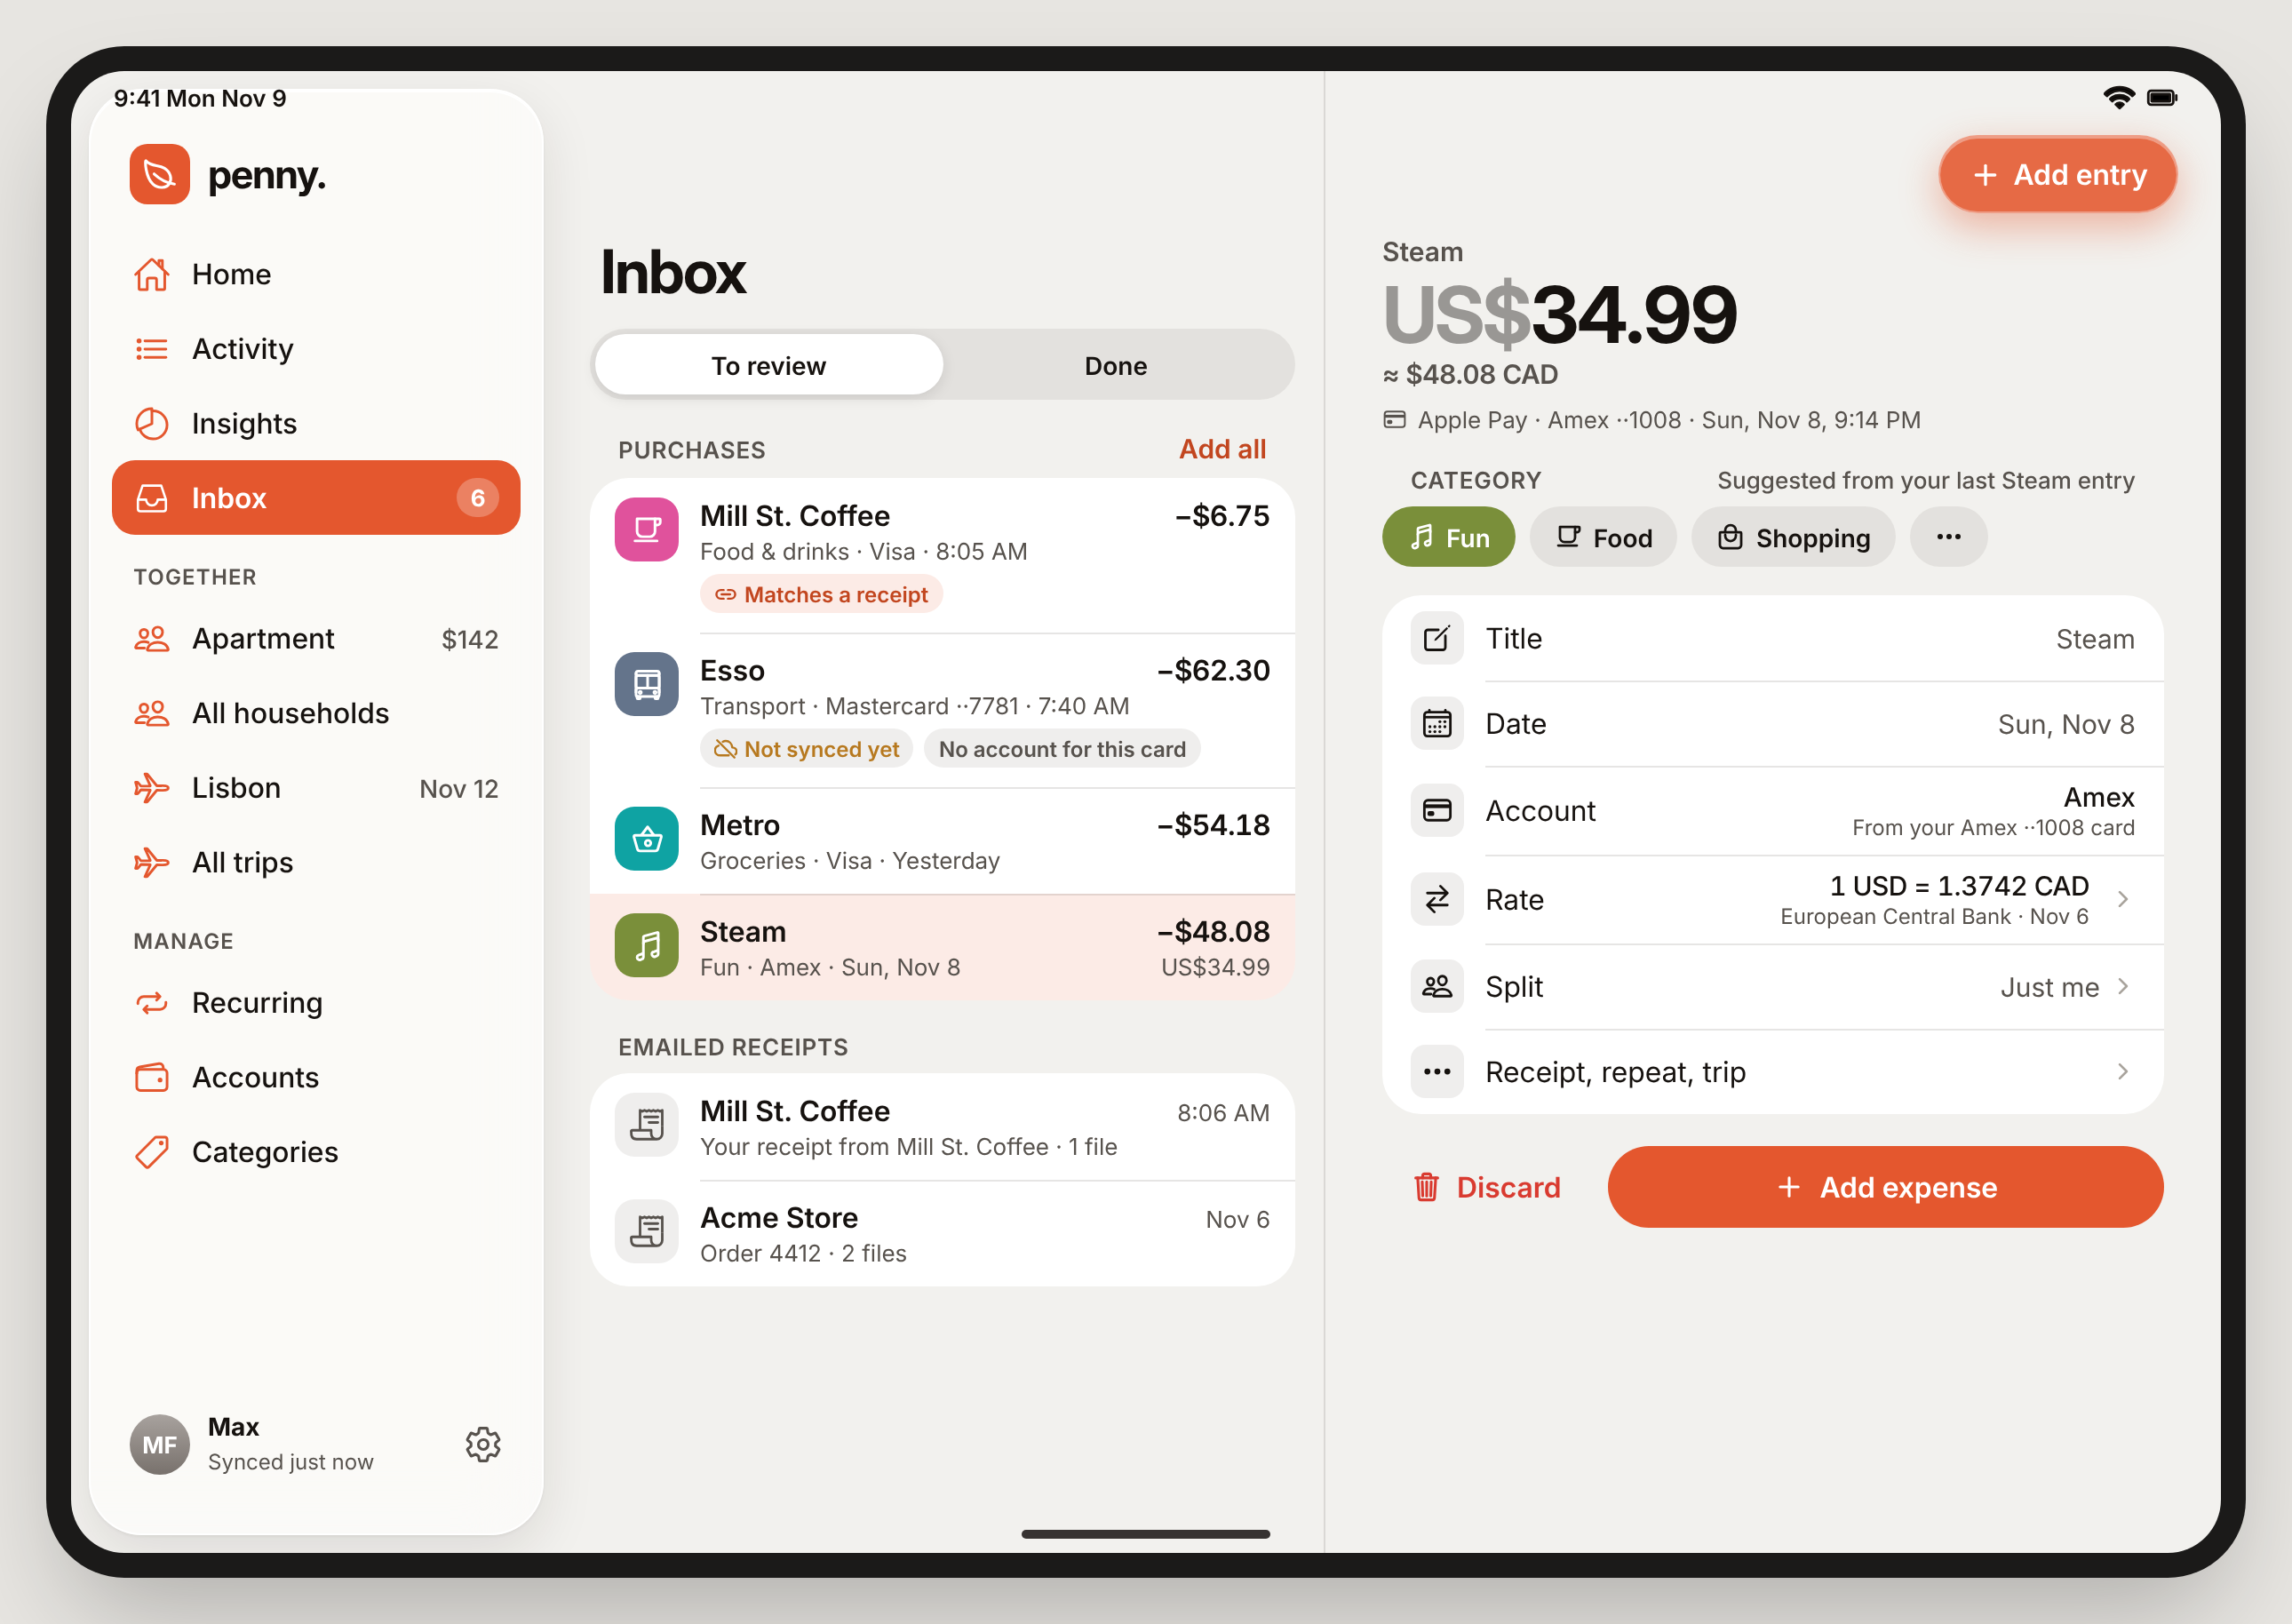 9:41 Mon Nov 9
penny.
Home
Activity
Insights
Inbox 6
TOGETHER
Apartment $142
All households
Lisbon Nov 12
All trips
MANAGE
Recurring
Accounts
Categories
MF
Max
Synced just now
Inbox
To review Done
PURCHASES Add all
Mill St. Coffee −$6.75
Food & drinks · Visa · 8:05 AM
Matches a receipt
Esso −$62.30
Transport · Mastercard ··7781 · 7:40 AM
Not synced yet No account for this card
Metro −$54.18
Groceries · Visa · Yesterday
Steam −$48.08
Fun · Amex · Sun, Nov 8 US$34.99
EMAILED RECEIPTS
Mill St. Coffee 8:06 AM
Your receipt from Mill St. Coffee · 1 file
Acme Store Nov 6
Order 4412 · 2 files
+ Add entry
Steam
US$34.99
≈ $48.08 CAD
Apple Pay · Amex ··1008 · Sun, Nov 8, 9:14 PM
CATEGORY Suggested from your last Steam entry
Fun Food Shopping
Title Steam
Date Sun, Nov 8
Account Amex
From your Amex ··1008 card
Rate 1 USD = 1.3742 CAD
European Central Bank · Nov 6
Split Just me
Receipt, repeat, trip
Discard + Add expense